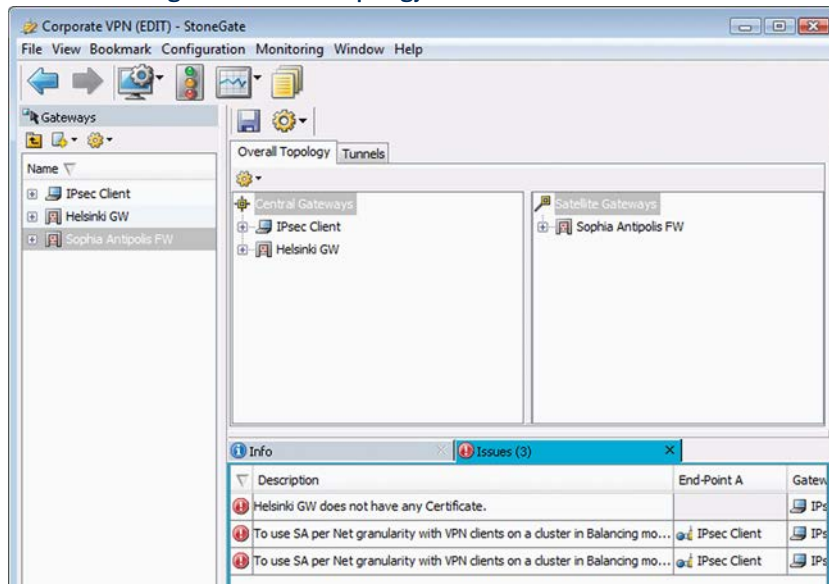 Corporate VPN (EDIT) - StoneGate
File View Bookmark Configuration Monitoring Window Help
Gateways
Name
IPsec Client
Helsinki GW
Sophia Antipolis FW
Overall Topology Tunnels
Central Gateways
IPsec Client
Helsinki GW
Satellite Gateways
Sophia Antipolis FW
Info Issues (3)
Description End-Point A Gatew
Helsinki GW does not have any Certificate. IPs
To use SA per Net granularity with VPN clients on a cluster in Balancing mo... IPsec Client IPs
To use SA per Net granularity with VPN clients on a cluster in Balancing mo... IPsec Client IPs